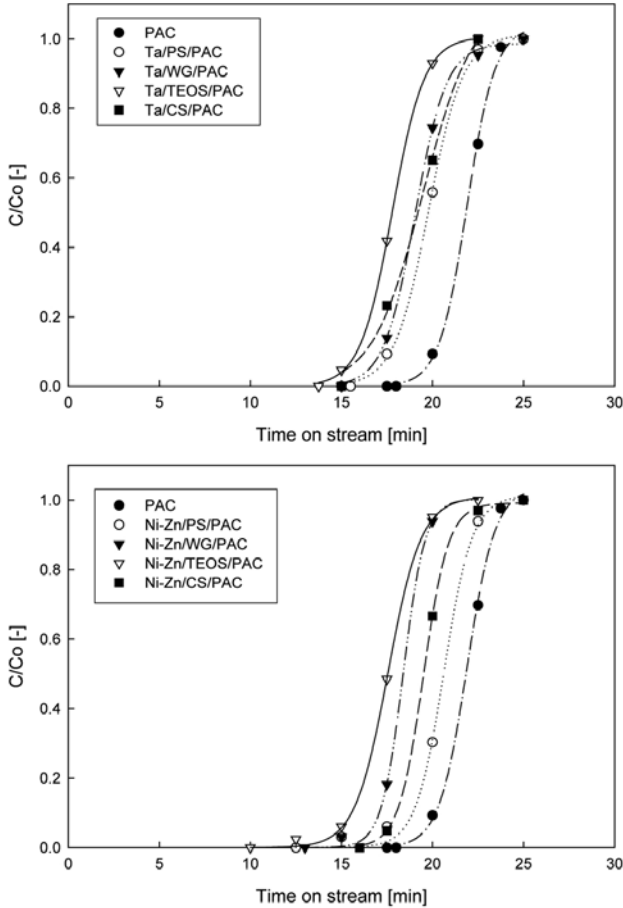 1.0
0.8
0.6
0.4
0.2
0.0
C/Co [-]
PAC
Ta/PS/PAC
Ta/WG/PAC
Ta/TEOS/PAC
Ta/CS/PAC
0 5 10 15 20 25 30
Time on stream [min]
1.0
0.8
0.6
0.4
0.2
0.0
C/Co [-]
PAC
Ni-Zn/PS/PAC
Ni-Zn/WG/PAC
Ni-Zn/TEOS/PAC
Ni-Zn/CS/PAC
0 5 10 15 20 25 30
Time on stream [min]